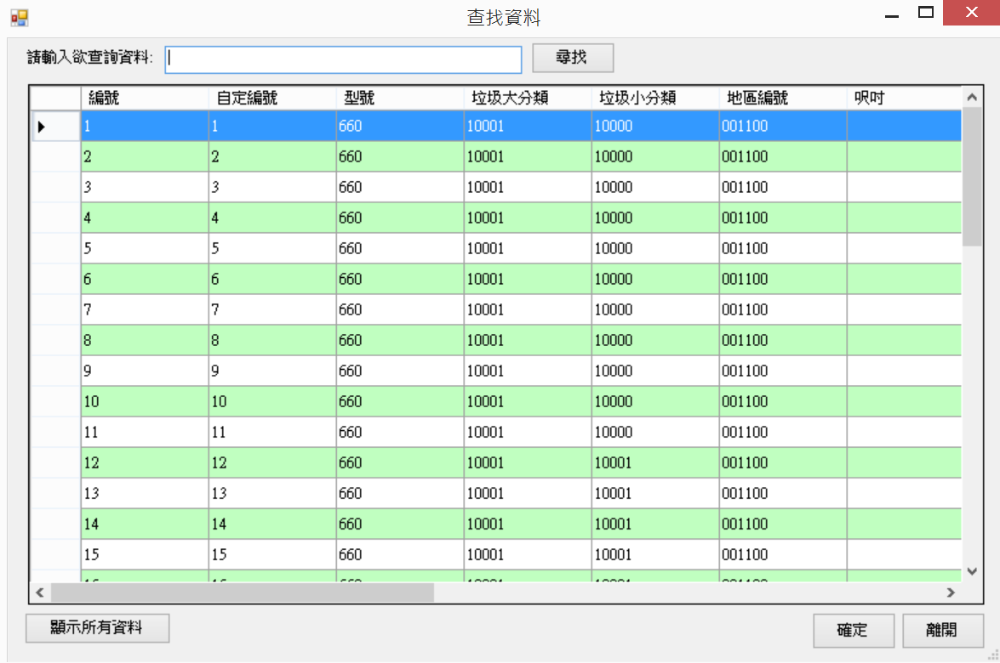 查找資料
請輸入欲查詢資料: 尋找
編號 自定編號 型號 垃圾大分類 垃圾小分類 地區編號 呎吋
1 1 660 10001 10000 001100
2 2 660 10001 10000 001100
3 3 660 10001 10000 001100
4 4 660 10001 10000 001100
5 5 660 10001 10000 001100
6 6 660 10001 10000 001100
7 7 660 10001 10000 001100
8 8 660 10001 10000 001100
9 9 660 10001 10000 001100
10 10 660 10001 10000 001100
11 11 660 10001 10000 001100
12 12 660 10001 10001 001100
13 13 660 10001 10001 001100
14 14 660 10001 10001 001100
15 15 660 10001 10001 001100
顯示所有資料 確定 離開